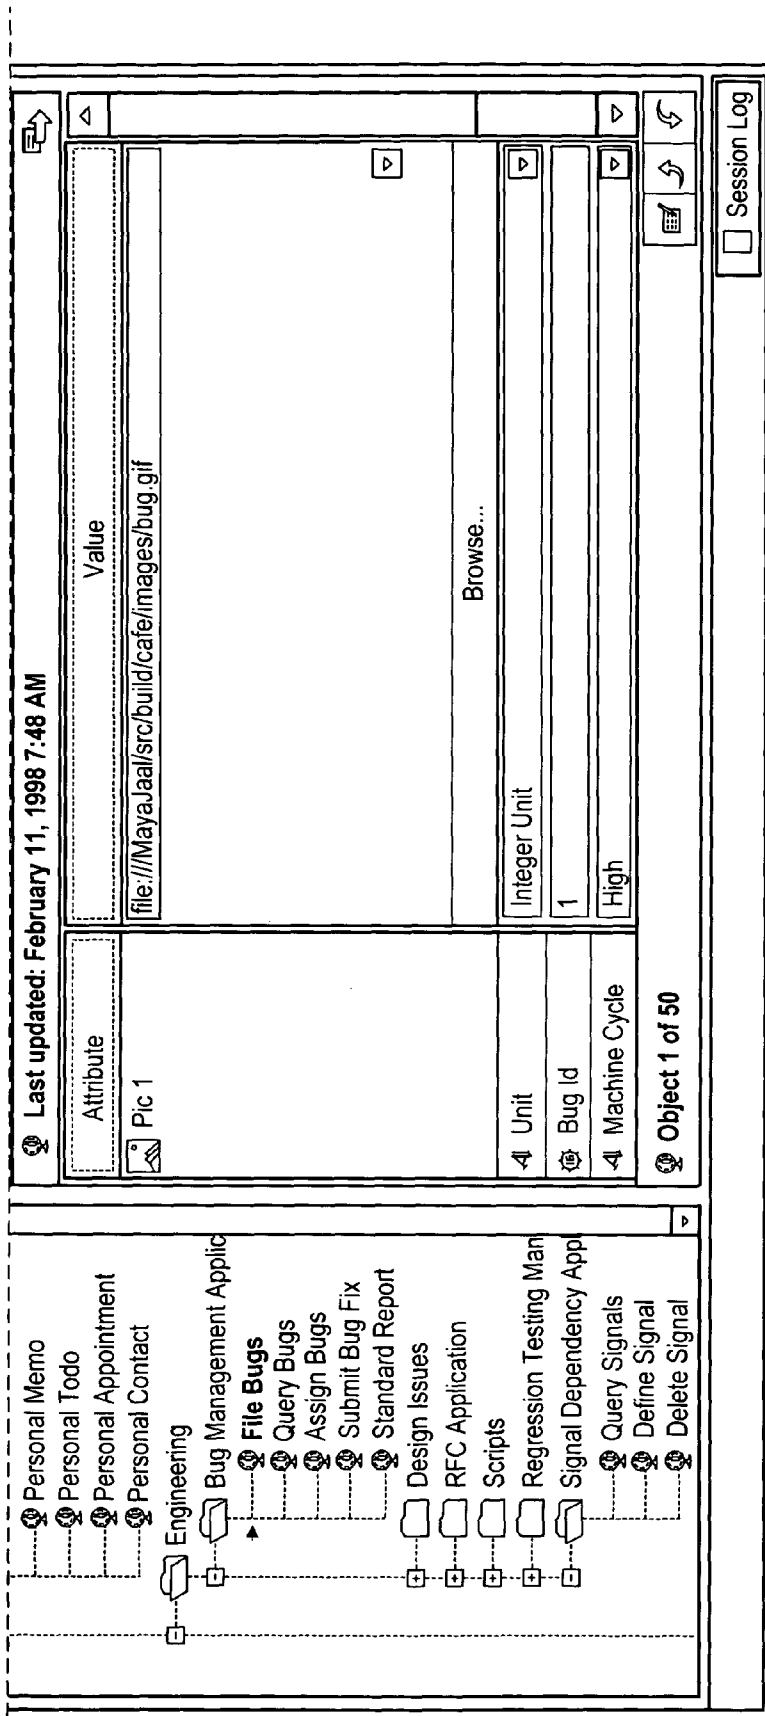 Personal Memo
Personal Todo
Personal Appointment
Personal Contact
Engineering
Bug Management Applic
File Bugs
Query Bugs
Assign Bugs
Submit Bug Fix
Standard Report
Design Issues
RFC Application
Scripts
Regression Testing Man
Signal Dependency Appl
Query Signals
Define Signal
Delete Signal
Last updated: February 11, 1998 7:48 AM
Attribute Value
Pic 1 file:///MayaJaal/src/build/cafe/images/bug.gif
Browse...
Unit Integer Unit
Bug Id 1
Machine Cycle High
Object 1 of 50
Session Log